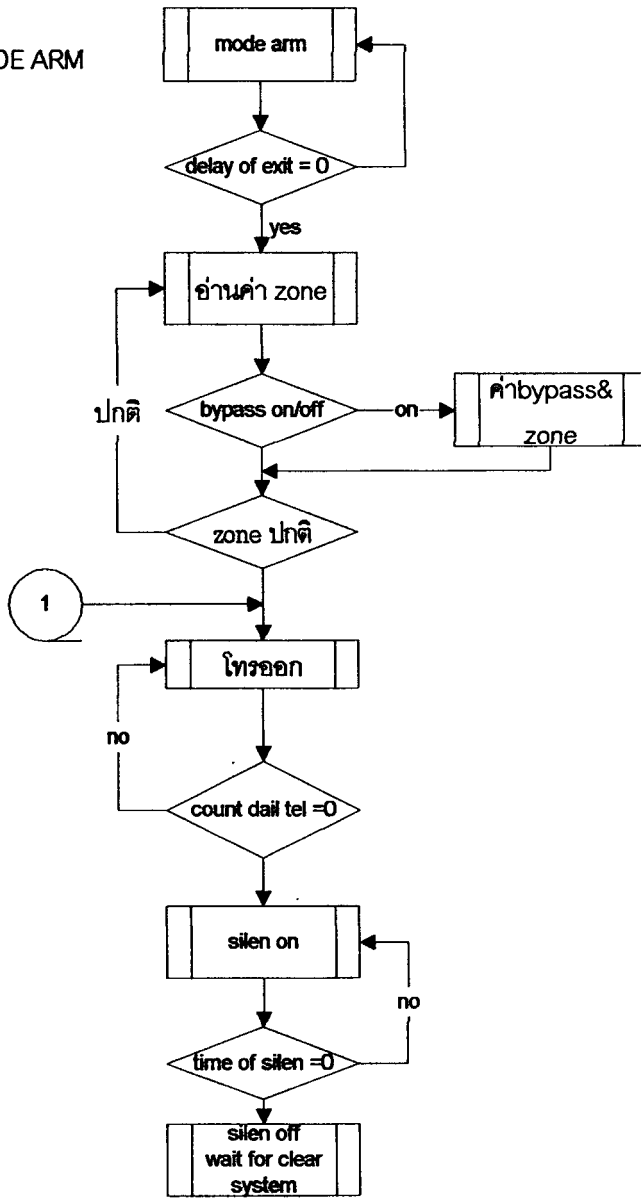 DE ARM
mode arm
delay of exit = 0
yes
อ่านค่า zone
ปกติ
bypass on/off
on
ค่าbypass&
zone
zone ปกติ
1
โทรออก
no
count dail tel =0
silen on
no
time of silen =0
silen off
wait for clear
system